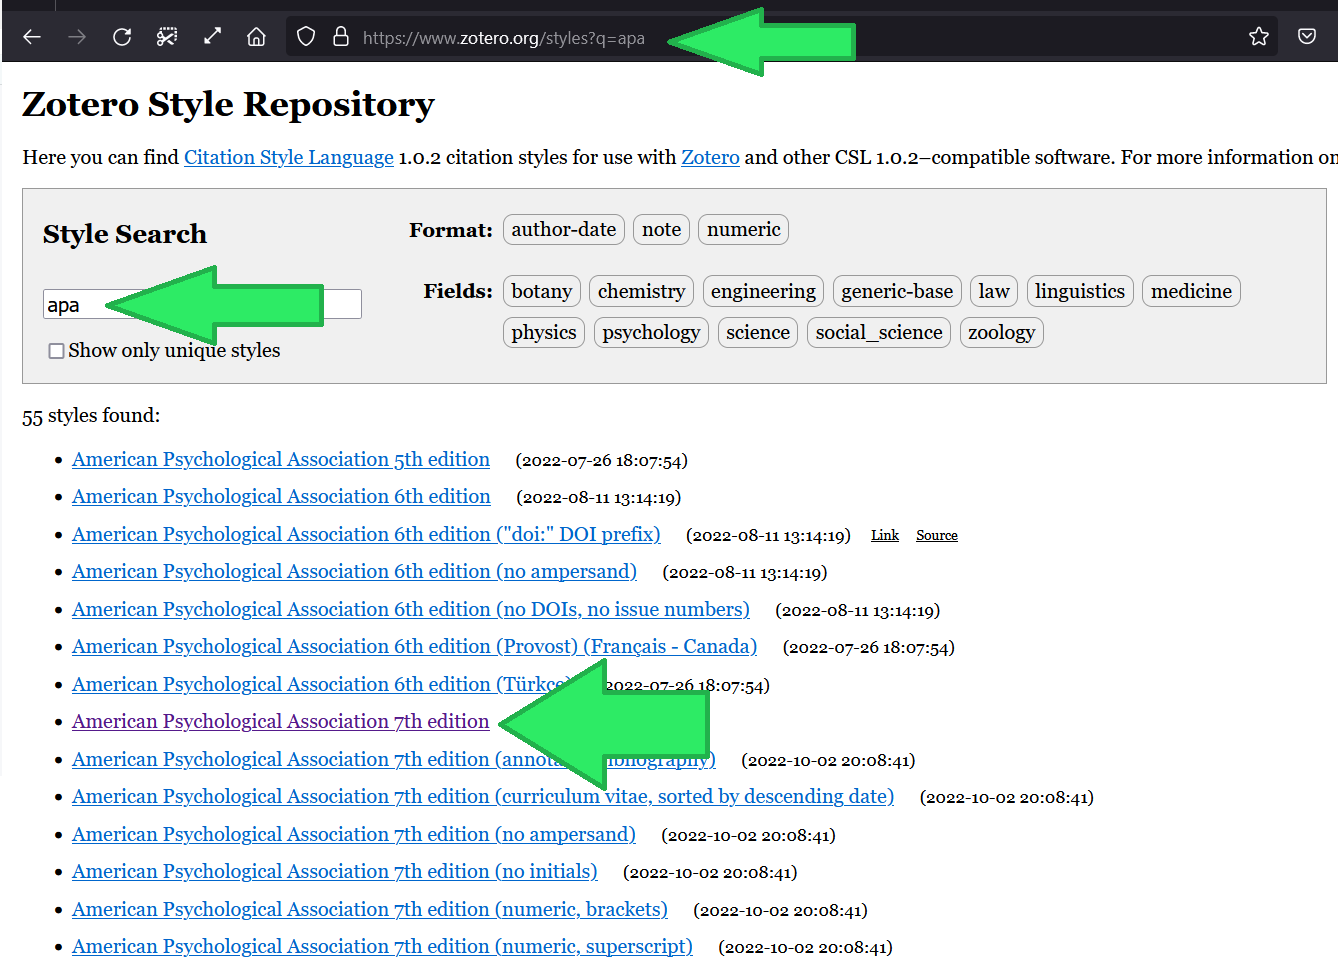 https://www.zotero.org/styles?q=apa
Zotero Style Repository
Here you can find Citation Style Language 1.0.2 citation styles for use with Zotero and other CSL 1.0.2–compatible software. For more information on
Style Search
Format: author-date note numeric
apa
Fields: botany chemistry engineering generic-base law linguistics medicine
physics psychology science social_science zoology
Show only unique styles
55 styles found:
• American Psychological Association 5th edition (2022-07-26 18:07:54)
• American Psychological Association 6th edition (2022-08-11 13:14:19)
• American Psychological Association 6th edition ("doi:" DOI prefix) (2022-08-11 13:14:19) Link Source
• American Psychological Association 6th edition (no ampersand) (2022-08-11 13:14:19)
• American Psychological Association 6th edition (no DOIs, no issue numbers) (2022-08-11 13:14:19)
• American Psychological Association 6th edition (Provost) (Français - Canada) (2022-07-26 18:07:54)
• American Psychological Association 6th edition (Türkçe) 2022-07-26 18:07:54)
• American Psychological Association 7th edition
• American Psychological Association 7th edition (2022-10-02 20:08:41)
• American Psychological Association 7th edition (curriculum vitae, sorted by descending date) (2022-10-02 20:08:41)
• American Psychological Association 7th edition (no ampersand) (2022-10-02 20:08:41)
• American Psychological Association 7th edition (no initials) (2022-10-02 20:08:41)
• American Psychological Association 7th edition (numeric, brackets) (2022-10-02 20:08:41)
• American Psychological Association 7th edition (numeric, superscript) (2022-10-02 20:08:41)